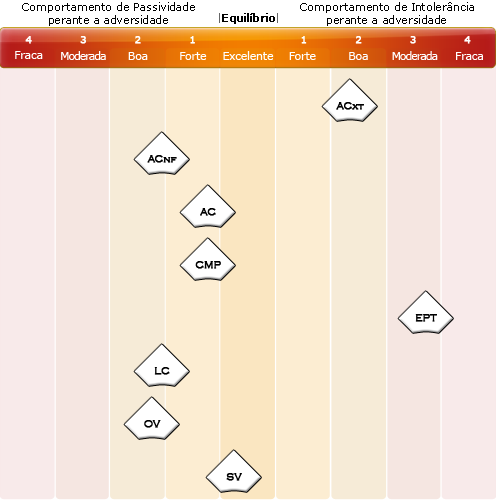 Comportamento de Passividade
perante a adversidade
|Equilíbrio|
Comportamento de Intolerância
perante a adversidade
4 3 2 1 1 2 3 4
Fraca Moderada Boa Forte Excelente Forte Boa Moderada Fraca
ACXT
ACNF
AC
CMP
EPT
LC
OV
SV